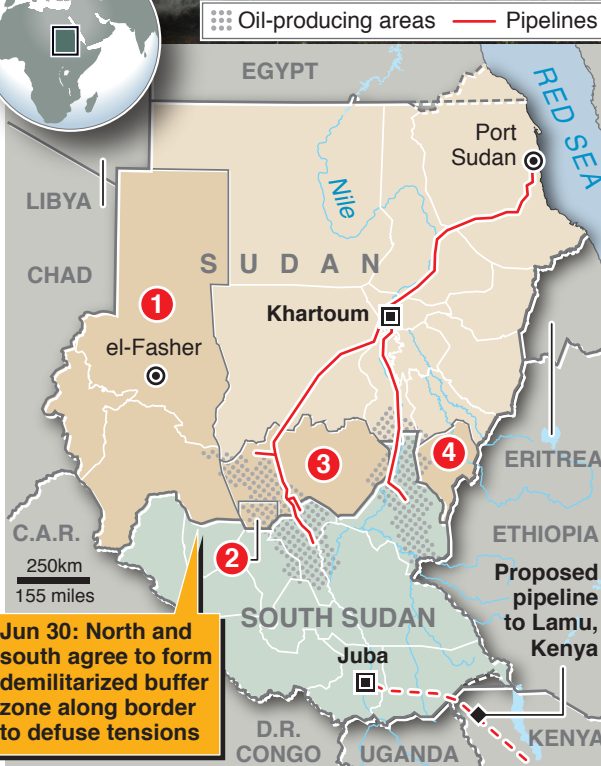 Oil-producing areas
Pipelines
EGYPT
RED SEA
Port
Sudan
Nile
LIBYA
SUDAN
CHAD
1
Khartoum
el-Fasher
3
4
ERITREA
C.A.R.
ETHIOPIA
250km
155 miles
2
Proposed
pipeline
to Lamu,
Kenya
SOUTH SUDAN
Jun 30: North and
south agree to form
demilitarized buffer
zone along border
to defuse tensions
Juba
D.R.
CONGO
UGANDA
KENYA